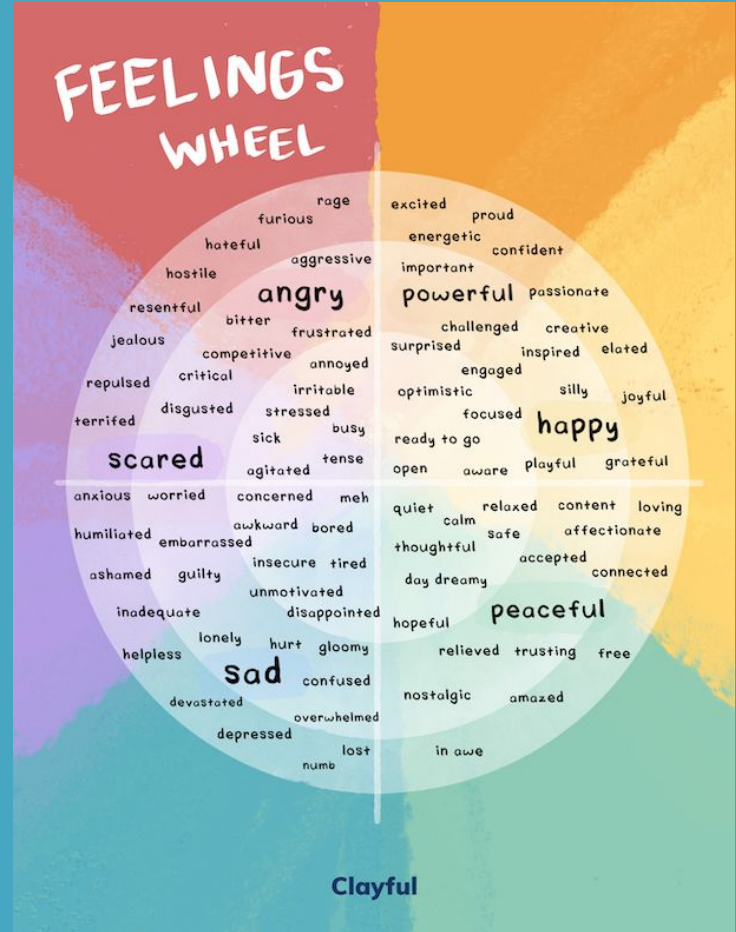 FEELINGS
WHEEL
rage
furious
hateful
aggressive
hostile
angry
resentful
bitter
frustrated
jealous
competitive
annoyed
repulsed
critical
irritable
terrifed
disgusted
stressed
busy
sick
scared
agitated
tense
excited
proud
energetic
confident
important
powerful
passionate
challenged
creative
surprised
inspired
elated
engaged
optimistic
silly
joyful
focused
happy
ready to go
open
aware
playful
grateful
anxious
worried
concerned
meh
humiliated
awkward
bored
embarrassed
insecure
tired
ashamed
guilty
unmotivated
inadequate
disappointed
lonely
hurt
gloomy
helpless
sad
confused
devastated
overwhelmed
depressed
lost
numb
quiet
relaxed
content
loving
calm
safe
affectionate
thoughtful
accepted
connected
day dreamy
peaceful
hopeful
relieved
trusting
free
nostalgic
amazed
in awe
Clayful